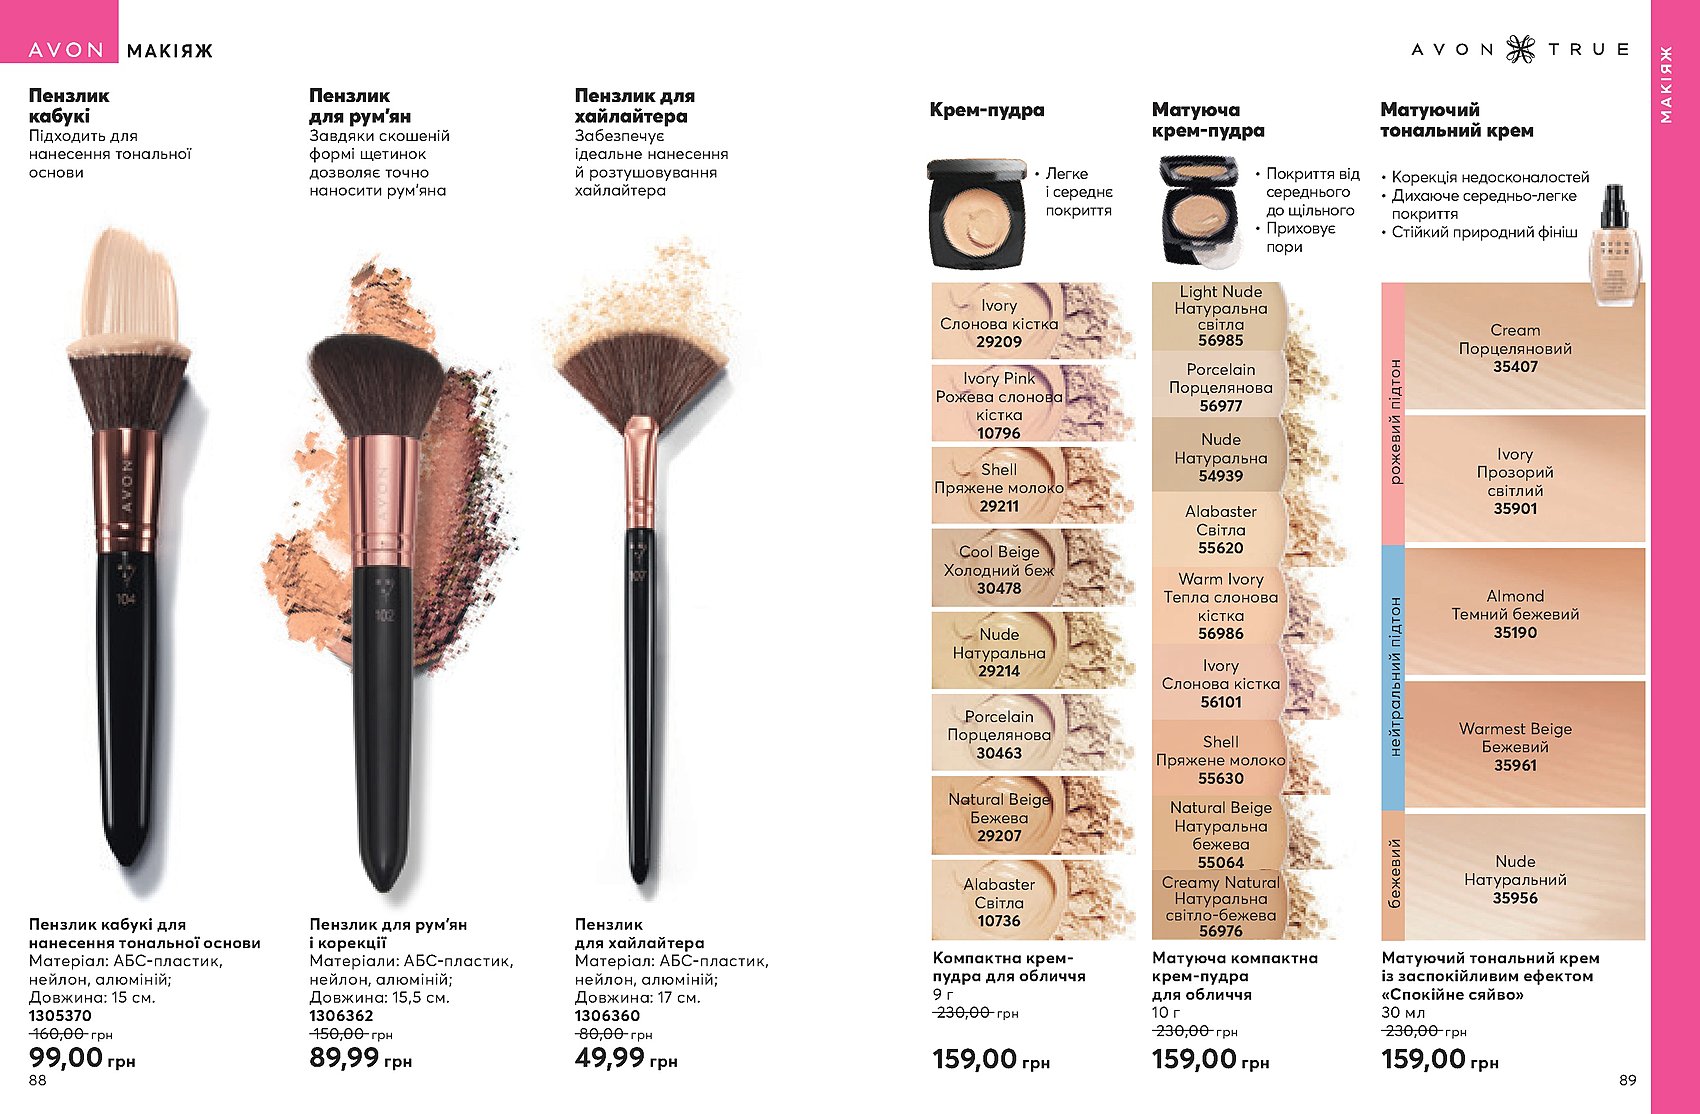 AVON МАКІЯЖ
Пензлик
кабукі
Підходить для
нанесення тональної
основи
Пензлик
для рум’ян
Завдяки скошеній
формі щетинок
дозволяє точно
наносити рум’яна
Пензлик для
хайлайтера
Забезпечує
ідеальне нанесення
й розтушовування
хайлайтера
AVON
104
AVON
102
107
Пензлик кабукі для
нанесення тональної основи
Матеріал: АБС-пластик,
нейлон, алюміній;
Довжина: 15 см.
1305370
160,00 грн
99,00 грн
Пензлик для рум’ян
і корекції
Матеріали: АБС-пластик,
нейлон, алюміній;
Довжина: 15,5 см.
1306362
150,00 грн
89,99 грн
Пензлик
для хайлайтера
Матеріал: АБС-пластик,
нейлон, алюміній;
Довжина: 17 см.
1306360
80,00 грн
49,99 грн
88
AVON TRUE
МАКІЯЖ
Крем-пудра
• Легке
і середнє
покриття
Ivory
Слонова кістка
29209
Ivory Pink
Рожева слонова
кістка
10796
Shell
Пряжене молоко
29211
Cool Beige
Холодний беж
30478
Nude
Натуральна
29214
Porcelain
Порцелянова
30463
Natural Beige
Бежева
29207
Alabaster
Світла
10736
Компактна крем-
пудра для обличчя
9 г
230,00 грн
159,00 грн
Матуюча
крем-пудра
• Покриття від
середнього
до щільного
• Приховує
пори
Light Nude
Натуральна
світла
56985
Porcelain
Порцелянова
56977
Nude
Натуральна
54939
Alabaster
Світла
55620
Warm Ivory
Тепла слонова
кістка
56986
Ivory
Слонова кістка
56101
Shell
Пряжене молоко
55630
Natural Beige
Натуральна
бежева
55064
Creamy Natural
Натуральна
світло-бежева
56976
Матуюча компактна
крем-пудра
для обличчя
10 г
230,00 грн
159,00 грн
Матуючий
тональний крем
• Корекція недосконалостей
• Дихаюче середньо-легке
покриття
• Стійкий природний фініш
рожевий підтон
Cream
Порцеляновий
35407
Ivory
Прозорий
світлий
35901
нейтральний підтон
Almond
Темний бежевий
35190
Warmest Beige
Бежевий
35961
бежевий
Nude
Натуральний
35956
Матуючий тональний крем
із заспокійливим ефектом
«Спокійне сяйво»
30 мл
230,00 грн
159,00 грн
89